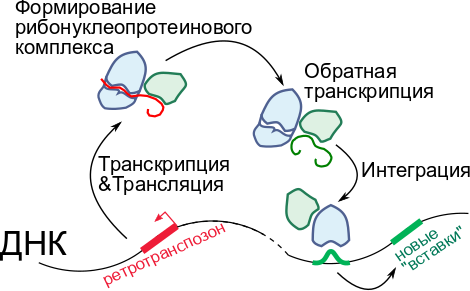 Формирование
рибонуклеопротеинового
комплекса
Обратная
транскрипция
Транскрипция
&Трансляция
Интеграция
ДНК
ретротранспозон
новые
"вставки"